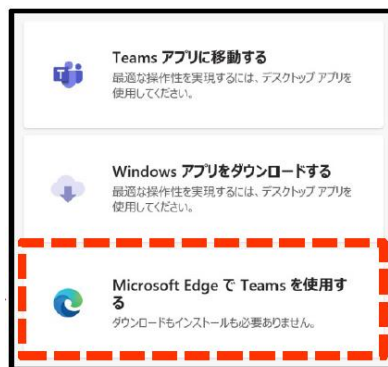 Teams アプリに移動する
最適な操作性を実現するには、デスクトップ アプリを
使用してください。
Windows アプリをダウンロードする
最適な操作性を実現するには、デスクトップ アプリを
使用してください。
Microsoft Edge で Teams を使用す
る
ダウンロードもインストールも必要ありません。